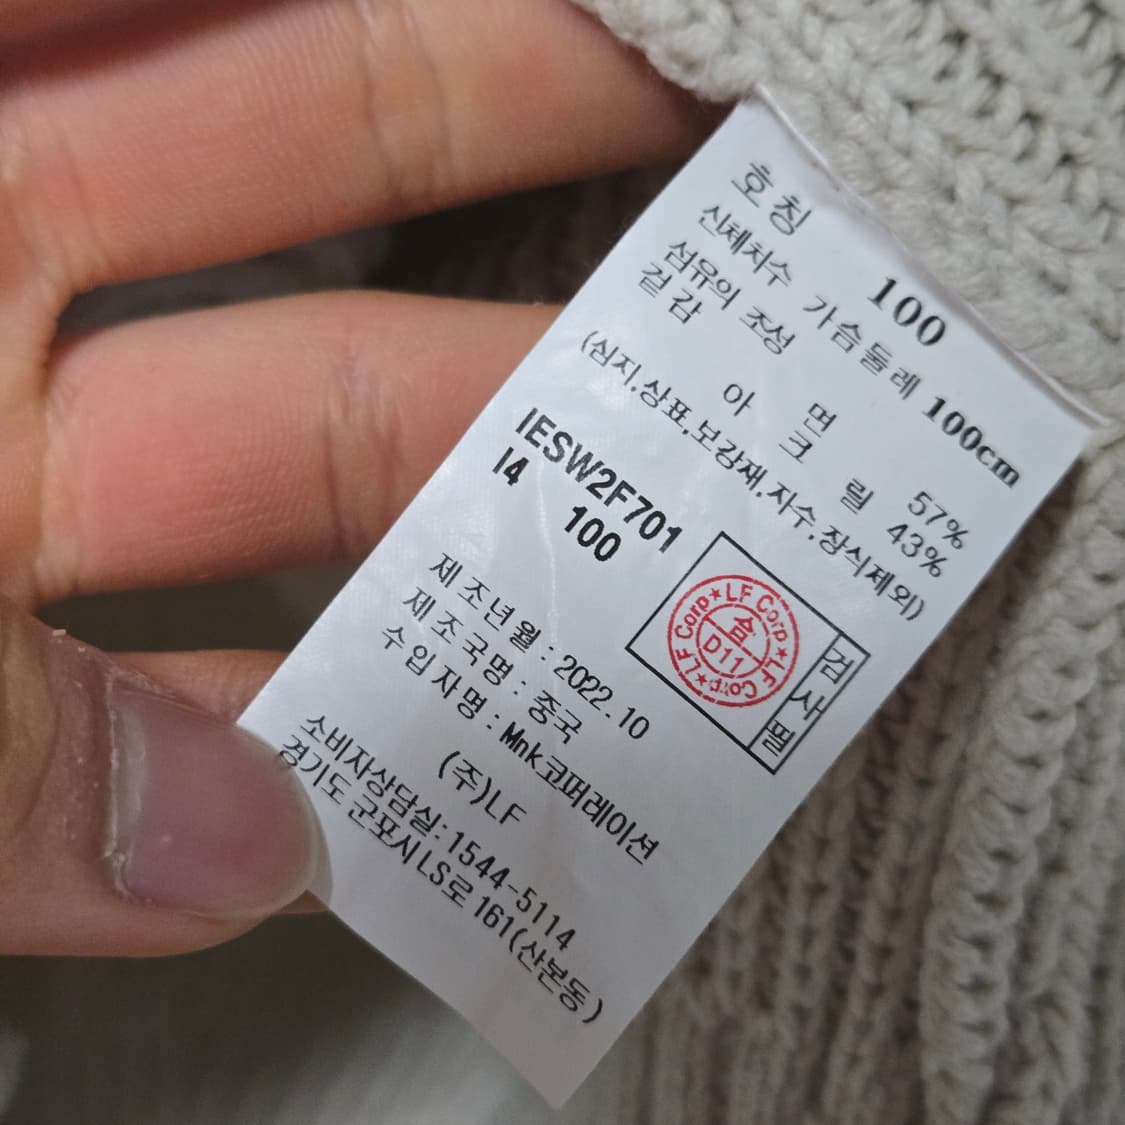 호칭 100
신체치수 가슴둘레 100cm
섬유의 조성
겉감
면 57%
아크릴 43%
(심지,상표,보강재,자수,장식제외)
IESW2F701
I4 100
LF Corp★LF Corp★LF Corp★
合
D11
검사필
제조년월 : 2022.10
제조국명 : 중국
수입자명 : Mnk코퍼레이션
(주)LF
소비자상담실: 1544-5114
경기도 군포시 LS로 161(산본동)